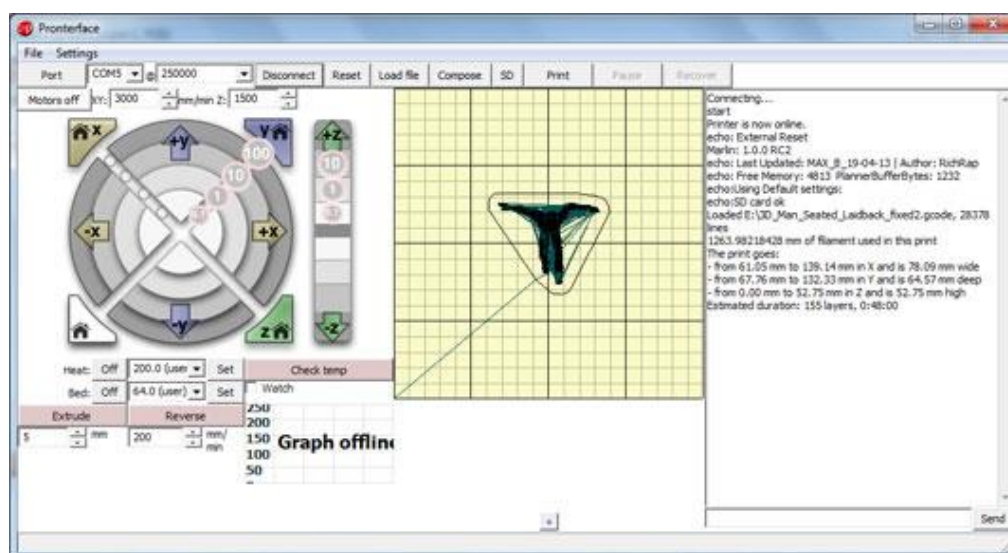 Pronterface
File Settings
Port COM5 @ 250000 Disconnect Reset Load file Compose SD Print Pause Recover
Motors off XY: 3000 mm/min Z: 1500
x y +y +z
100
10 10
1 1
-x +x
-y -z
z
Heat: Off 200.0 (user Set Check temp
Bed: Off 64.0 (user) Set Watch
Extrude Reverse
5 mm 200 mm/
min
250
200
150 Graph offline
100
50
Connecting...
start
Printer is now online.
echo: External Reset
Marlin: 1.0.0 RC2
echo: Last Updated: MAX_8_19-04-13 | Author: RichRap
echo: Free Memory: 4813 PlannerBufferBytes: 1232
echo:Using Default settings:
echo:SD card ok
Loaded E:\3D_Man_Seated_Laidback_fixed2.gcode, 28378
lines
1263.98218428 mm of filament used in this print
The print goes:
- from 61.05 mm to 139.14 mm in X and is 78.09 mm wide
- from 67.76 mm to 132.33 mm in Y and is 64.57 mm deep
- from 0.00 mm to 52.75 mm in Z and is 52.75 mm high
Estimated duration: 155 layers, 0:48:00
+
Send